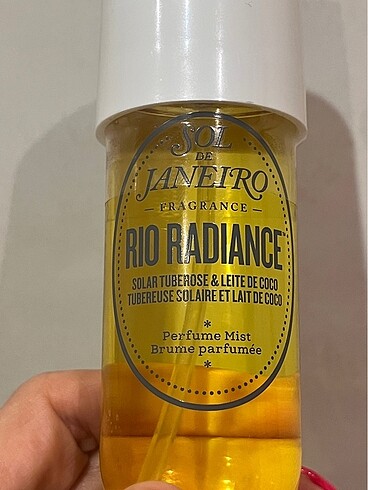 SOL
DE
JANEIRO
— FRAGRANCE —
RIO RADIANCE™
SOLAR TUBEROSE & LEITE DE COCO
TUBEREUSE SOLAIRE ET LAIT DE COCO
*
Perfume Mist
Brume parfumée
*